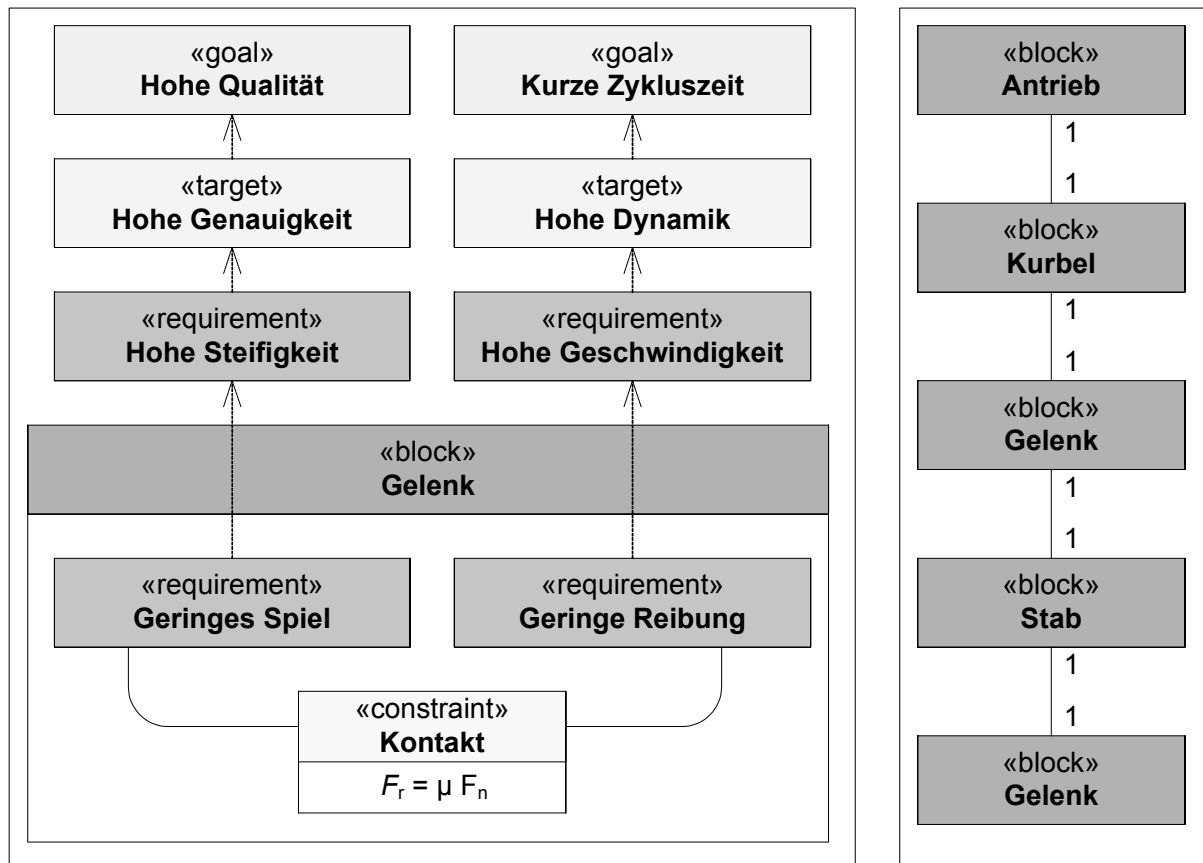 «goal»
Hohe Qualität
«goal»
Kurze Zykluszeit
«target»
Hohe Genauigkeit
«target»
Hohe Dynamik
«requirement»
Hohe Steifigkeit
«requirement»
Hohe Geschwindigkeit
«block»
Gelenk
«requirement»
Geringes Spiel
«requirement»
Geringe Reibung
«constraint»
Kontakt
Fr = µ Fn
«block»
Antrieb
1
1
«block»
Kurbel
1
1
«block»
Gelenk
1
1
«block»
Stab
1
1
«block»
Gelenk